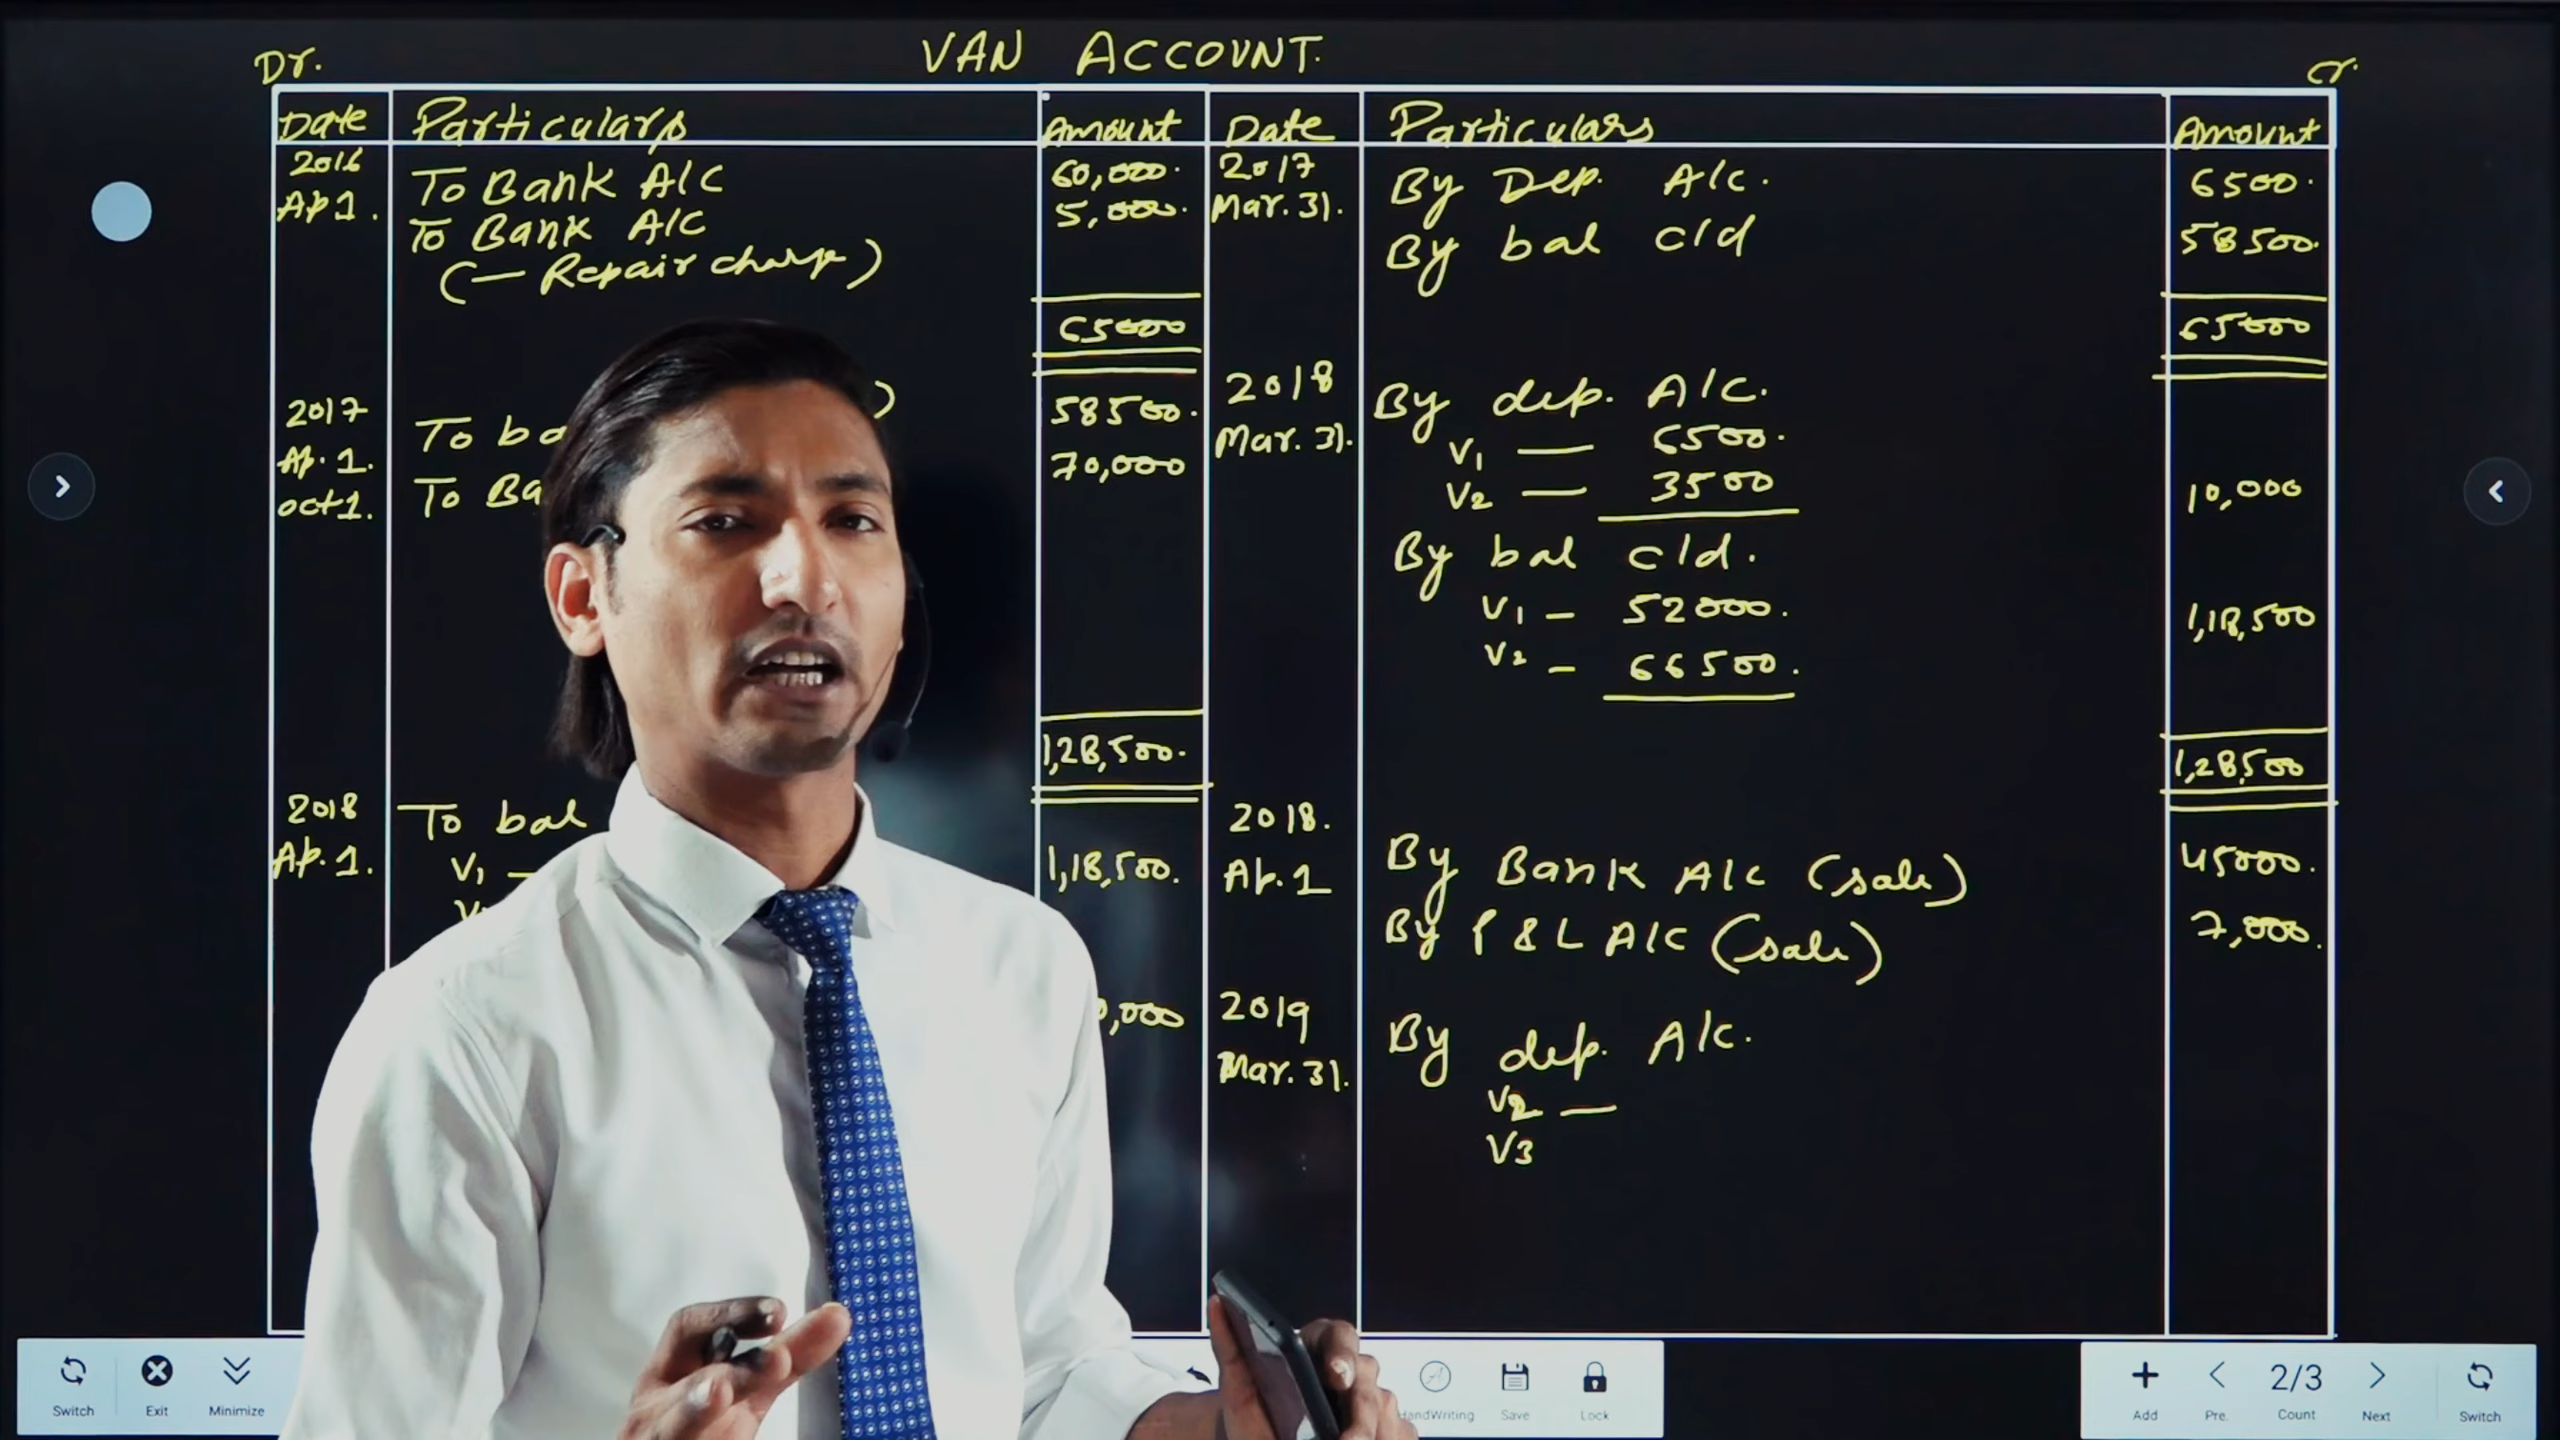 VAN ACCOUNT.
Dr.
Cr.
Date Particulars Amount Date Particulars Amount
2016
Ap 1. To Bank A/c 60,000.
To Bank A/c 5,000.
(— Repair charge)
65000
2017
Ap. 1. To ba 58500.
oct 1. To Ba 70,000
1,28,500.
2018
Ap. 1. To bal
V1 — 1,18,500.
,000
2017
Mar. 31. By Dep. A/c. 6500.
By bal c/d 58500.
65000
2018
Mar. 31. By dep. A/c.
V1 — 6500.
V2 — 3500 10,000
By bal c/d.
V1 - 52000. 1,18,500
V2 - 66500.
1,28,500
2018.
Ap. 1 By Bank A/c (sale) 45000.
By P & L A/c (sale) 7,000.
2019
Mar. 31. By dep. A/c.
V2 —
V3
Switch Exit Minimize HandWriting Save Lock Add Pre. 2/3 Count Next Switch